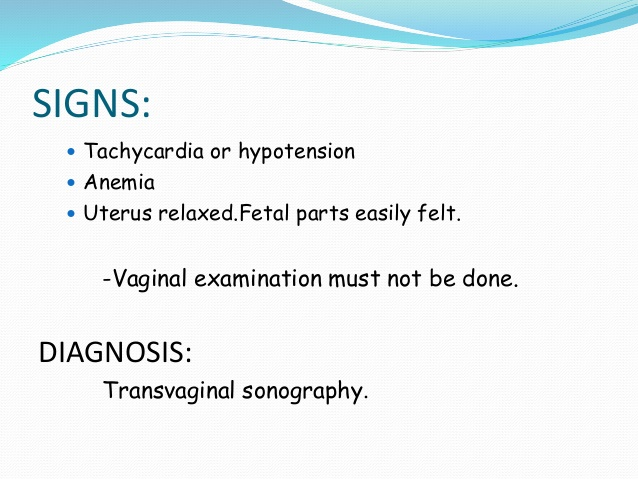 SIGNS:
• Tachycardia or hypotension
• Anemia
• Uterus relaxed.Fetal parts easily felt.
-Vaginal examination must not be done.
DIAGNOSIS:
Transvaginal sonography.